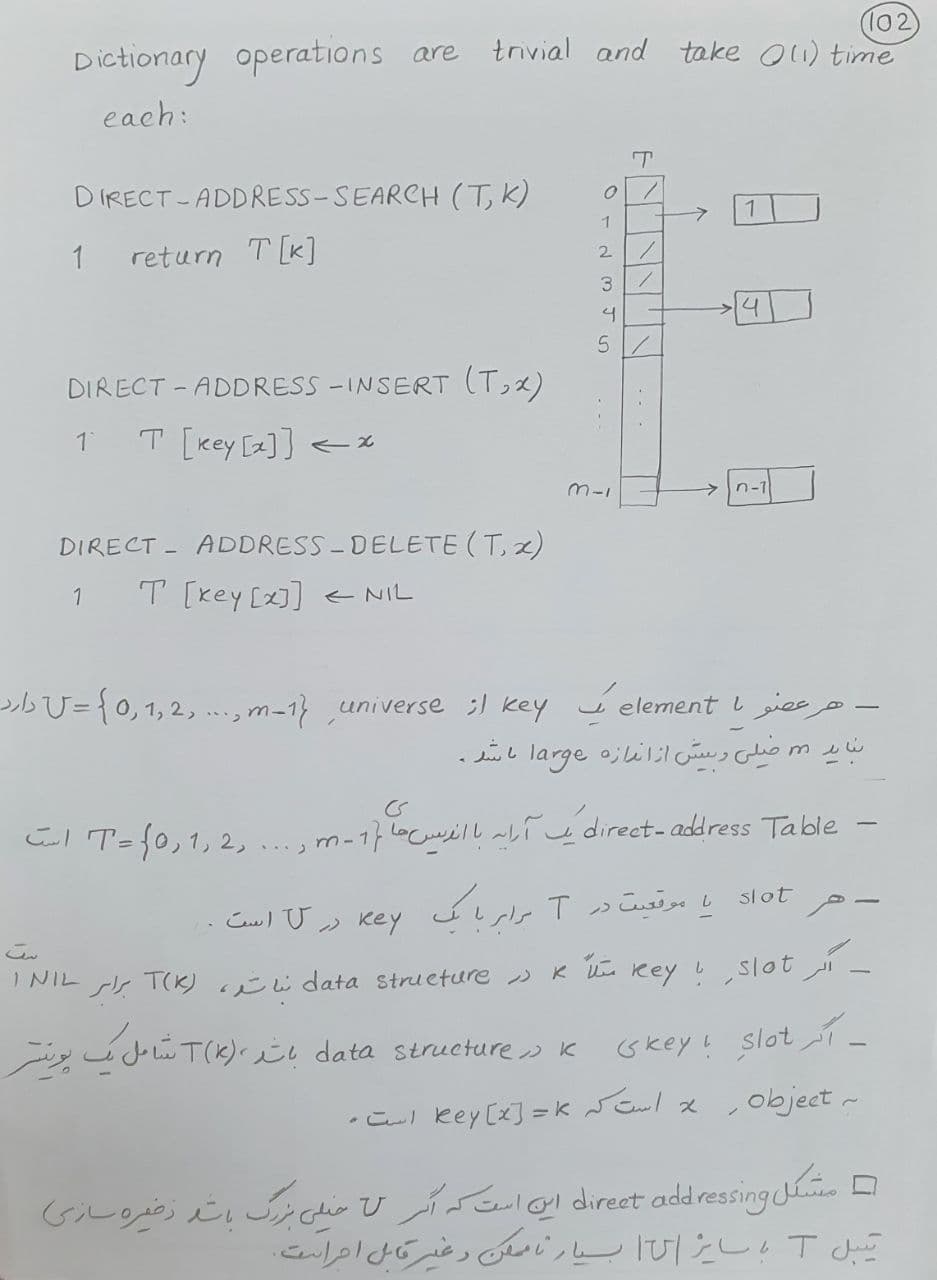 102
Dictionary operations are trivial and take O(1) time
each:
DIRECT-ADDRESS-SEARCH (T, K)
1 return T[K]
DIRECT-ADDRESS-INSERT (T, x)
1 T [key[x]] ← x
DIRECT-ADDRESS-DELETE (T, x)
1 T [key[x]] ← NIL
T
0 /
1 → 1
2 /
3 /
4 → 4
5 /
⋮ ⋮
m-1 → n-1
– هر عضو یا element یک key از universe U={0,1,2,...,m-1} دارد
نباید m خیلی و بیش از اندازه large باشد.
– direct-address Table یک آرایه با اندیس‌های T={0,1,2,...,m-1} است
– هر slot یا موقعیت در T برابر با یک key در U است.
– اگر slot با key مثلاً K در data structure نباشد، T(K) برابر NIL است
– اگر slot با key ی K در data structure باشد، T(K) شامل یک پوینتر
~ object x است که key[x]=K است.
□ مشکل direct addressing این است که اگر U خیلی بزرگ باشد ذخیره سازی
تیبل T با سایز |U| بسیار ناممکن و غیر قابل اجراست.